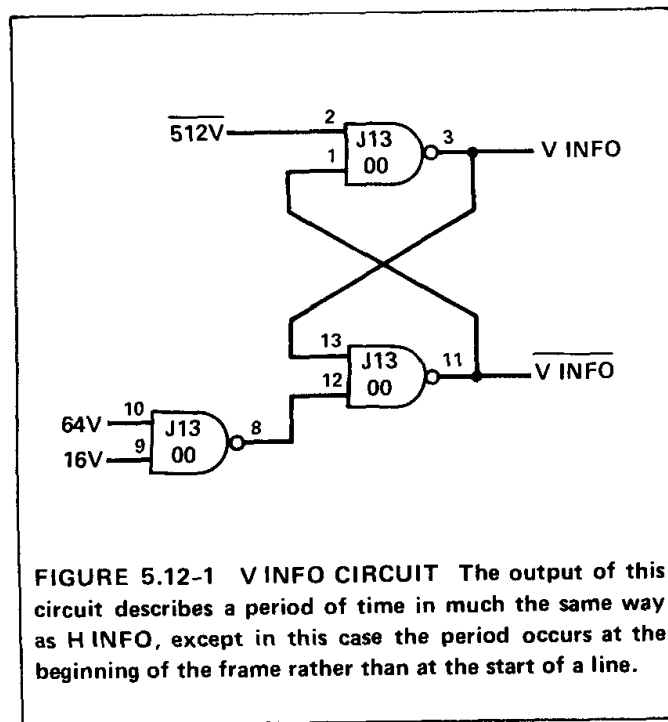 512V
2
J13
00
1
3
V INFO
13
J13
00
12
11
V INFO
64V
10
J13
00
16V
9
8
FIGURE 5.12-1 V INFO CIRCUIT The output of this
circuit describes a period of time in much the same way
as H INFO, except in this case the period occurs at the
beginning of the frame rather than at the start of a line.